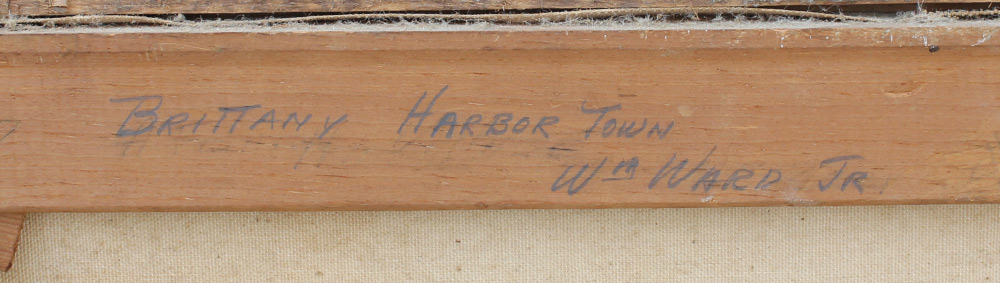 BRITTANY HARBOR TOWN
Wm WARD JR.